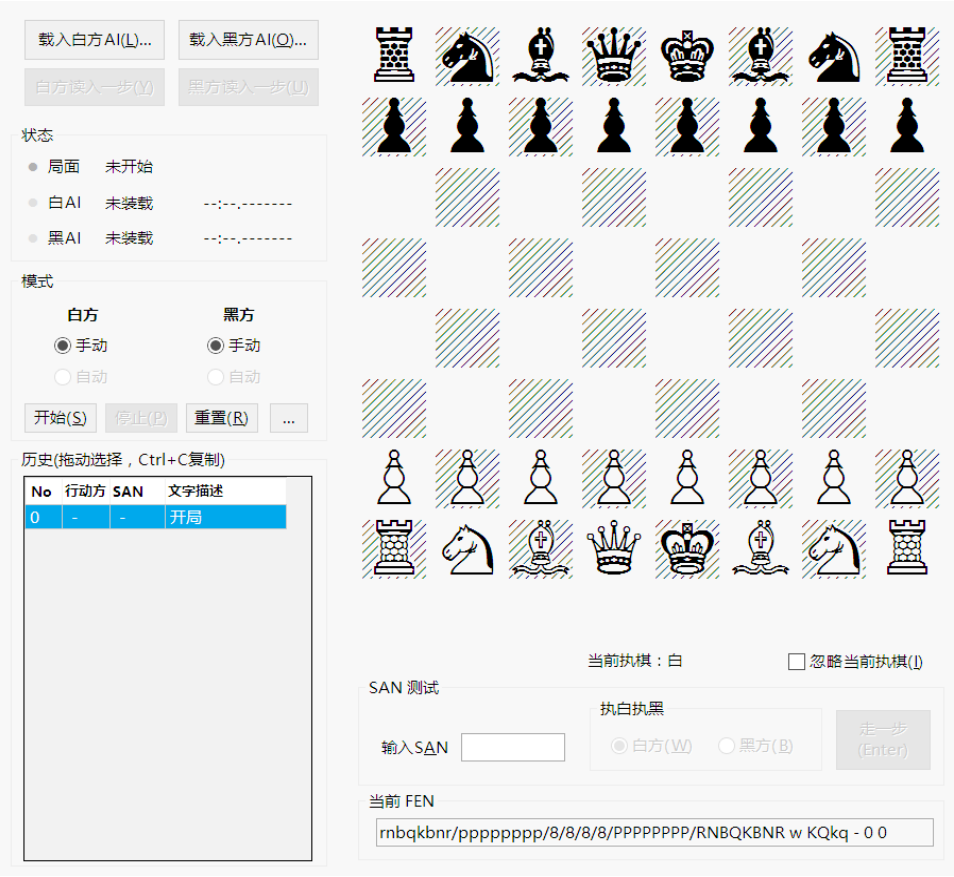 载入白方AI(L)...
载入黑方AI(O)...
白方读入一步(Y)
黑方读入一步(U)
状态
局面 未开始
白AI 未装载 --:--.-------
黑AI 未装载 --:--.-------
模式
白方 黑方
手动 手动
自动 自动
开始(S) 停止(P) 重置(R) ...
历史(拖动选择，Ctrl+C复制)
No 行动方 SAN 文字描述
0 - - 开局
当前执棋：白
忽略当前执棋(I)
SAN 测试
输入SAN
执白执黑
白方(W) 黑方(B)
走一步
(Enter)
当前 FEN
rnbqkbnr/pppppppp/8/8/8/8/PPPPPPPP/RNBQKBNR w KQkq - 0 0